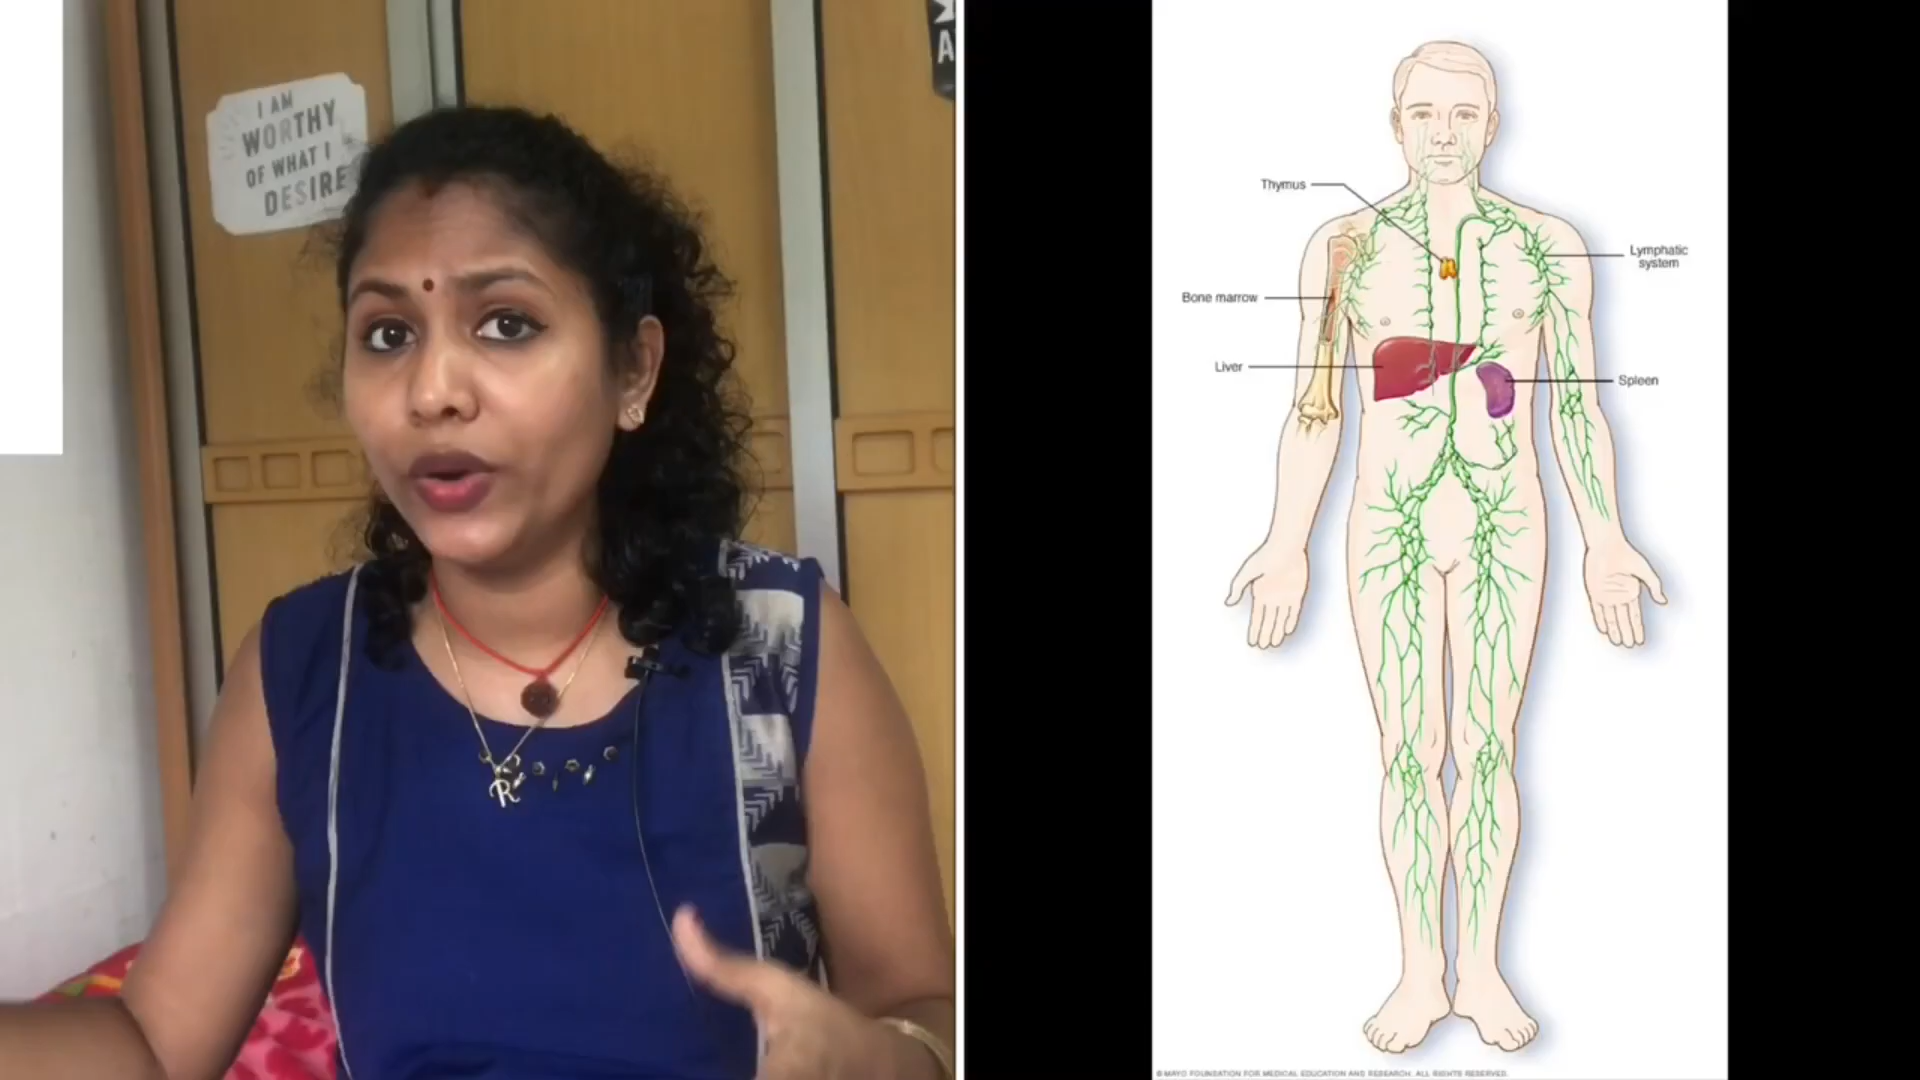 I AM
WORTHY
OF WHAT I
DESIRE
A
Thymus
Lymphatic
system
Bone marrow
Liver
Spleen
© MAYO FOUNDATION FOR MEDICAL EDUCATION AND RESEARCH. ALL RIGHTS RESERVED.
R